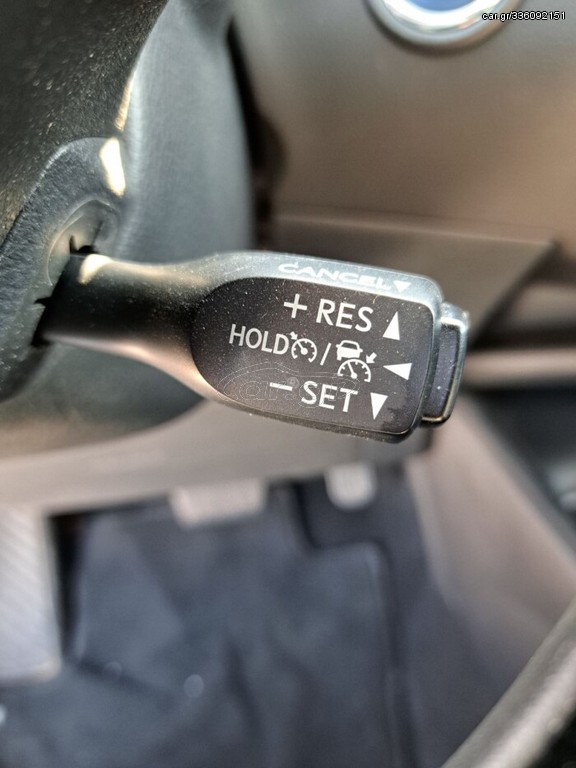 car.gr/336092151
CANCEL▼
+ RES ▲
HOLD / ◀
− SET ▼